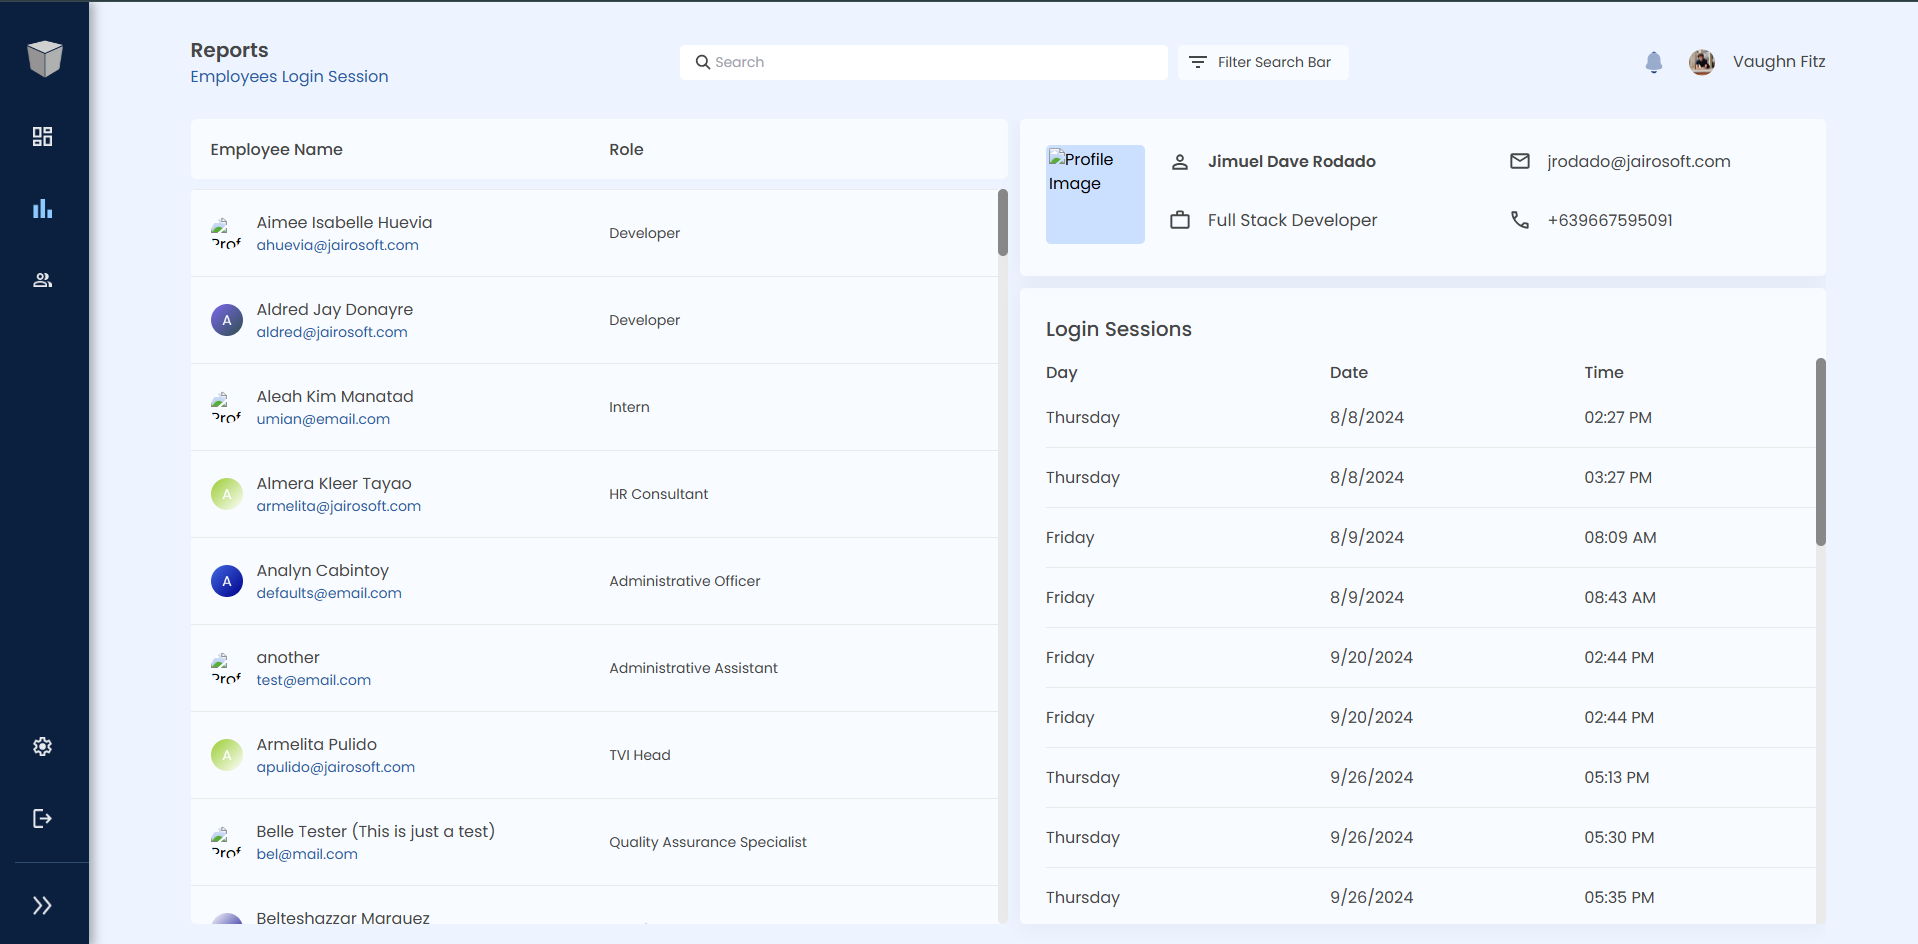 Reports
Employees Login Session
Search
Filter Search Bar
Vaughn Fitz
Employee Name Role
Aimee Isabelle Huevia
ahuevia@jairosoft.com
Developer
A
Aldred Jay Donayre
aldred@jairosoft.com
Developer
Aleah Kim Manatad
umian@email.com
Intern
A
Almera Kleer Tayao
armelita@jairosoft.com
HR Consultant
A
Analyn Cabintoy
defaults@email.com
Administrative Officer
another
test@email.com
Administrative Assistant
A
Armelita Pulido
apulido@jairosoft.com
TVI Head
Belle Tester (This is just a test)
bel@mail.com
Quality Assurance Specialist
Belteshazzar Marquez
Profile
Image
Jimuel Dave Rodado
jrodado@jairosoft.com
Full Stack Developer
+639667595091
Login Sessions
Day Date Time
Thursday 8/8/2024 02:27 PM
Thursday 8/8/2024 03:27 PM
Friday 8/9/2024 08:09 AM
Friday 8/9/2024 08:43 AM
Friday 9/20/2024 02:44 PM
Friday 9/20/2024 02:44 PM
Thursday 9/26/2024 05:13 PM
Thursday 9/26/2024 05:30 PM
Thursday 9/26/2024 05:35 PM